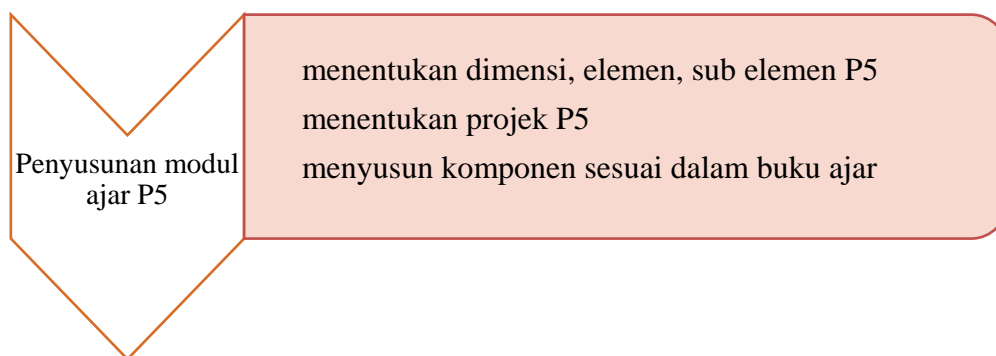 Penyusunan modul
ajar P5
menentukan dimensi, elemen, sub elemen P5
menentukan projek P5
menyusun komponen sesuai dalam buku ajar